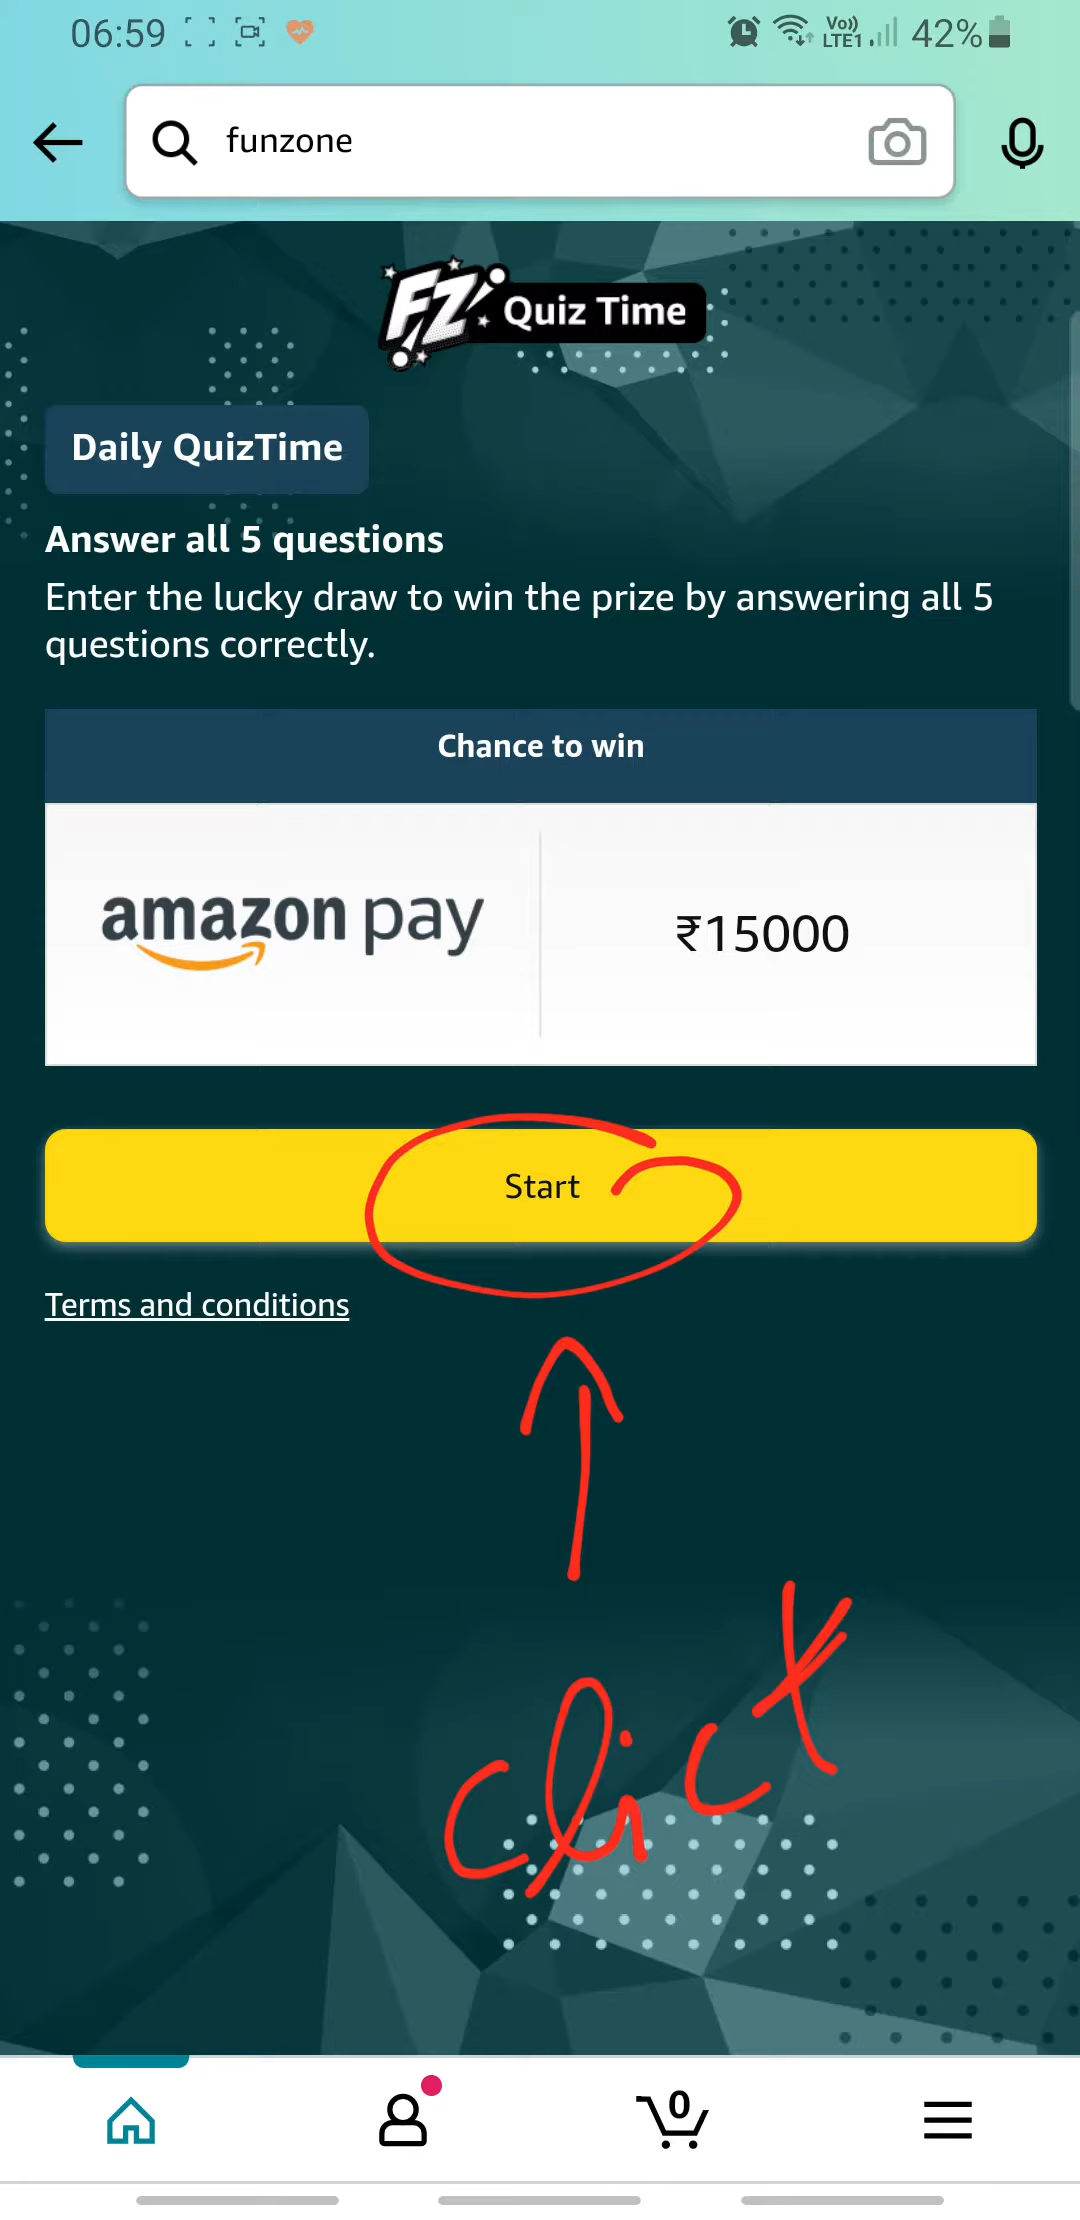 06:59
Vo)) LTE1 42%
funzone
FZ Quiz Time
Daily QuizTime
Answer all 5 questions
Enter the lucky draw to win the prize by answering all 5
questions correctly.
Chance to win
amazon pay
₹15000
Start
Terms and conditions
click
0